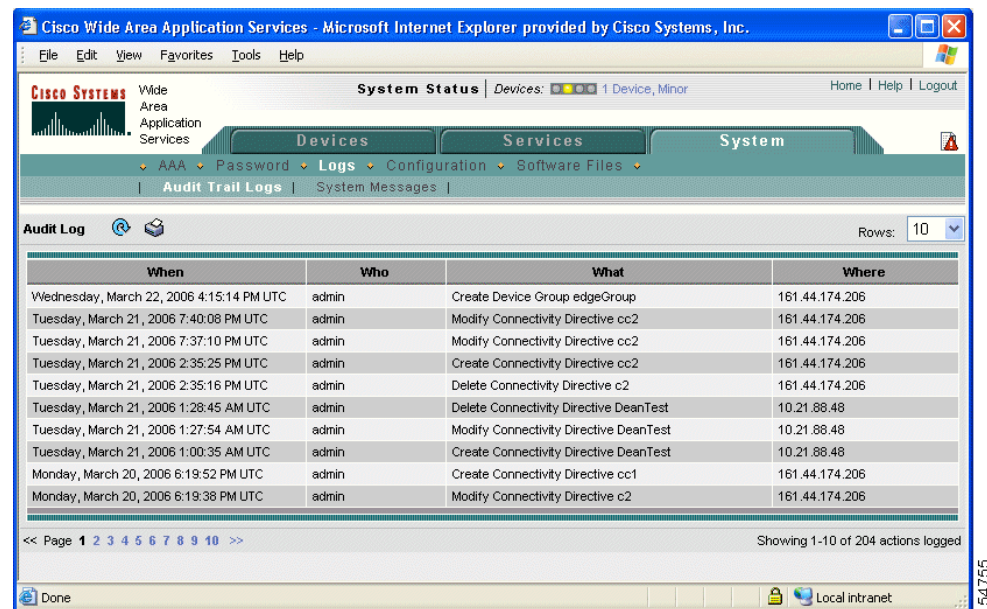 Cisco Wide Area Application Services - Microsoft Internet Explorer provided by Cisco Systems, Inc.
File Edit View Favorites Tools Help
CISCO SYSTEMS
Wide
Area
Application
Services
System Status | Devices: 1 Device, Minor
Home | Help | Logout
Devices Services System
AAA Password Logs Configuration Software Files
| Audit Trail Logs | System Messages |
Audit Log Rows: 10
When Who What Where
Wednesday, March 22, 2006 4:15:14 PM UTC admin Create Device Group edgeGroup 161.44.174.206
Tuesday, March 21, 2006 7:40:08 PM UTC admin Modify Connectivity Directive cc2 161.44.174.206
Tuesday, March 21, 2006 7:37:10 PM UTC admin Modify Connectivity Directive cc2 161.44.174.206
Tuesday, March 21, 2006 2:35:25 PM UTC admin Create Connectivity Directive cc2 161.44.174.206
Tuesday, March 21, 2006 2:35:16 PM UTC admin Delete Connectivity Directive c2 161.44.174.206
Tuesday, March 21, 2006 1:28:45 AM UTC admin Delete Connectivity Directive DeanTest 10.21.88.48
Tuesday, March 21, 2006 1:27:54 AM UTC admin Modify Connectivity Directive DeanTest 10.21.88.48
Tuesday, March 21, 2006 1:00:35 AM UTC admin Create Connectivity Directive DeanTest 10.21.88.48
Monday, March 20, 2006 6:19:52 PM UTC admin Create Connectivity Directive cc1 161.44.174.206
Monday, March 20, 2006 6:19:38 PM UTC admin Modify Connectivity Directive c2 161.44.174.206
<< Page 1 2 3 4 5 6 7 8 9 10 >> Showing 1-10 of 204 actions logged
Done Local intranet
54755